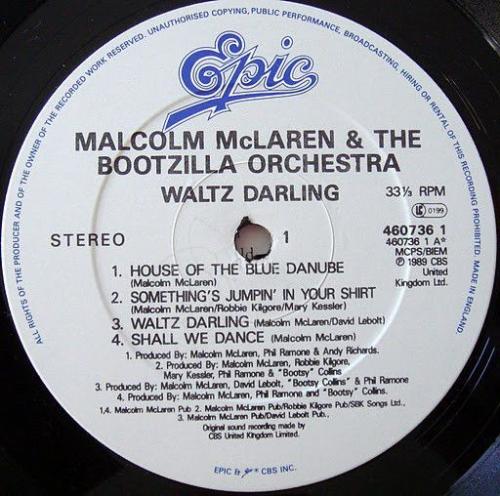 ALL RIGHTS OF THE PRODUCER AND OF THE OWNER OF THE RECORDED WORK RESERVED. UNAUTHORISED COPYING, PUBLIC PERFORMANCE, BROADCASTING, HIRING OR RENTAL OF THIS RECORDING PROHIBITED. MADE IN ENGLAND.
Epic
MALCOLM McLAREN & THE
BOOTZILLA ORCHESTRA
WALTZ DARLING
33⅓ RPM
LC 0199
STEREO
1
460736 1
460736 1 A*
MCPS/BIEM
℗ 1989 CBS
United
Kingdom Ltd.
1. HOUSE OF THE BLUE DANUBE
(Malcolm McLaren)
2. SOMETHING'S JUMPIN' IN YOUR SHIRT
(Malcolm McLaren/Robbie Kilgore/Mary Kessler)
3. WALTZ DARLING (Malcolm McLaren/David Lebolt)
4. SHALL WE DANCE (Malcolm McLaren)
1. Produced By: Malcolm McLaren, Phil Ramone & Andy Richards.
2. Produced By: Malcolm McLaren, Robbie Kilgore,
Mary Kessler, Phil Ramone & "Bootsy" Collins
3. Produced By: Malcolm McLaren, David Lebolt, "Bootsy Collins" & Phil Ramone
4. Produced By: Malcolm McLaren, Phil Ramone and "Bootsy" Collins.
1,4. Malcolm McLaren Pub. 2. Malcolm McLaren Pub/Robbie Kilgore Pub/SBK Songs Ltd.,
3. Malcolm McLaren Pub/David Lebolt Pub.,
Original sound recording made by
CBS United Kingdom Limited.
EPIC & ® CBS INC.